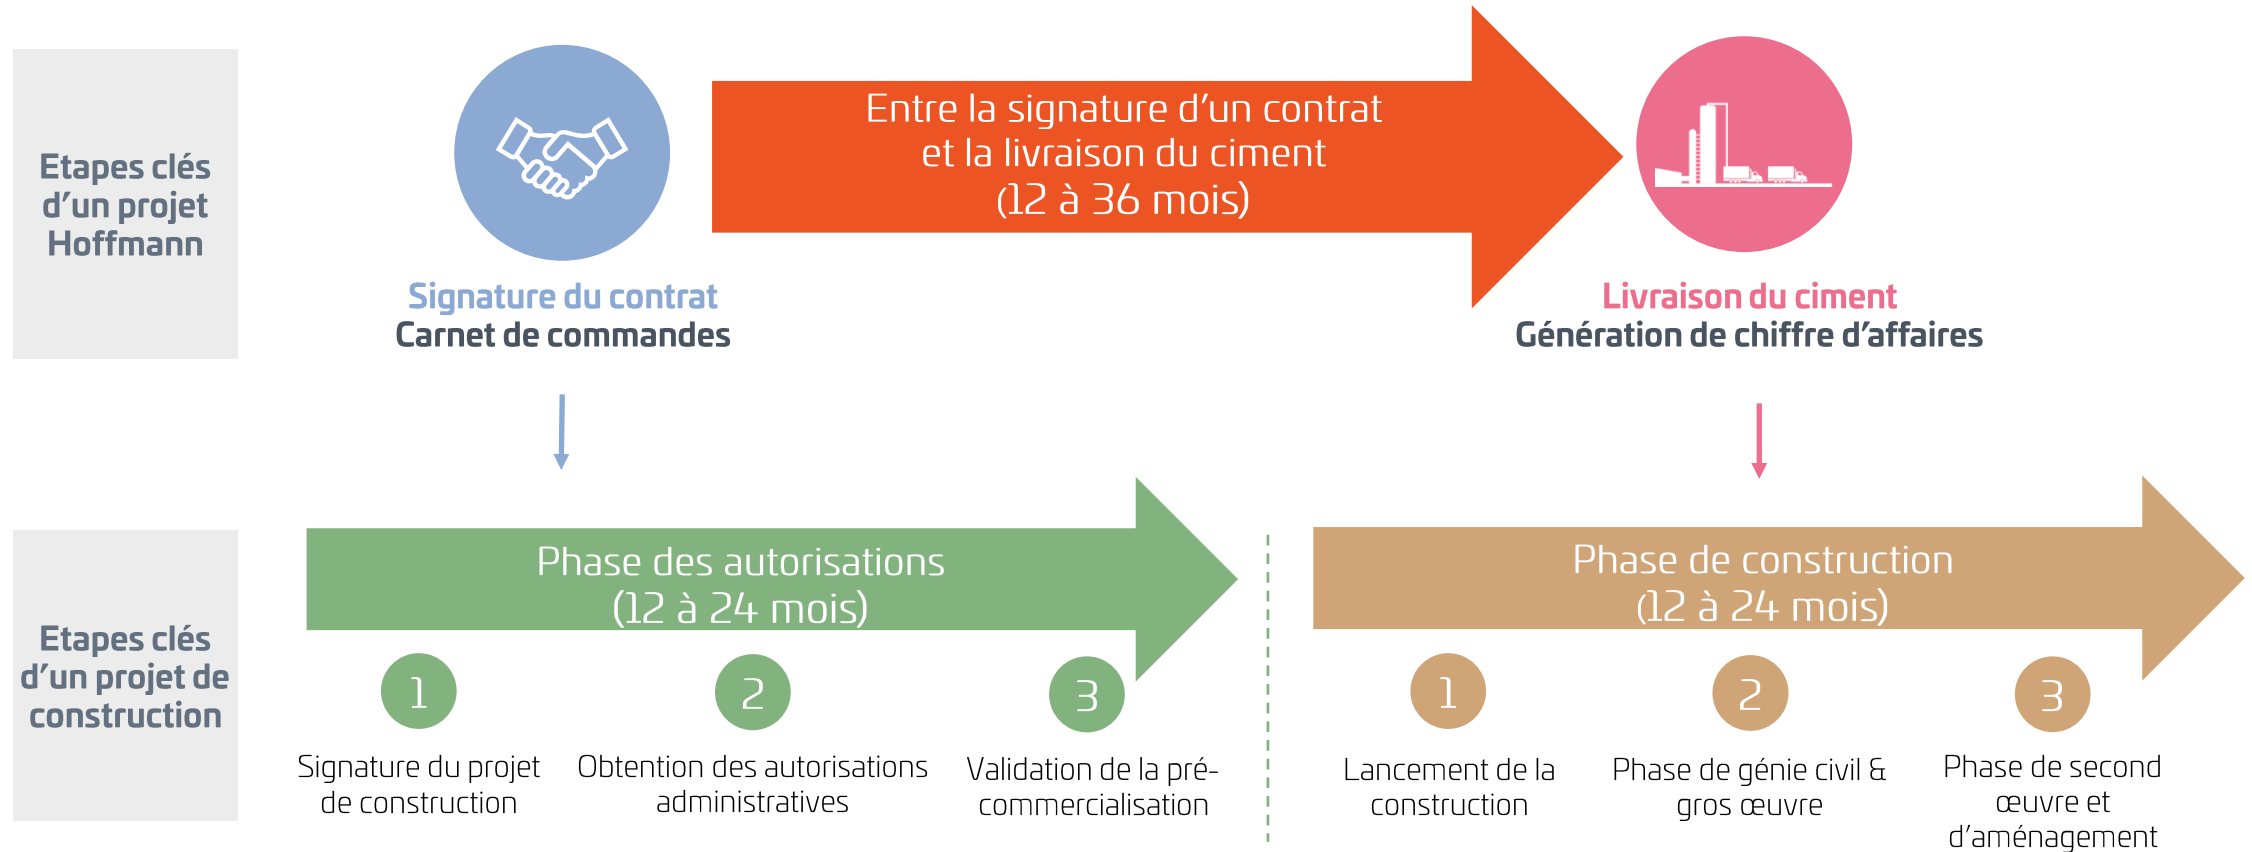 Etapes clés
d’un projet
Hoffmann
Entre la signature d’un contrat
et la livraison du ciment
(12 à 36 mois)
Signature du contrat
Carnet de commandes
Livraison du ciment
Génération de chiffre d’affaires
Etapes clés
d’un projet de
construction
Phase des autorisations
(12 à 24 mois)
1
Signature du projet
de construction
2
Obtention des autorisations
administratives
3
Validation de la pré-
commercialisation
Phase de construction
(12 à 24 mois)
1
Lancement de la
construction
2
Phase de génie civil &
gros œuvre
3
Phase de second
œuvre et
d’aménagement